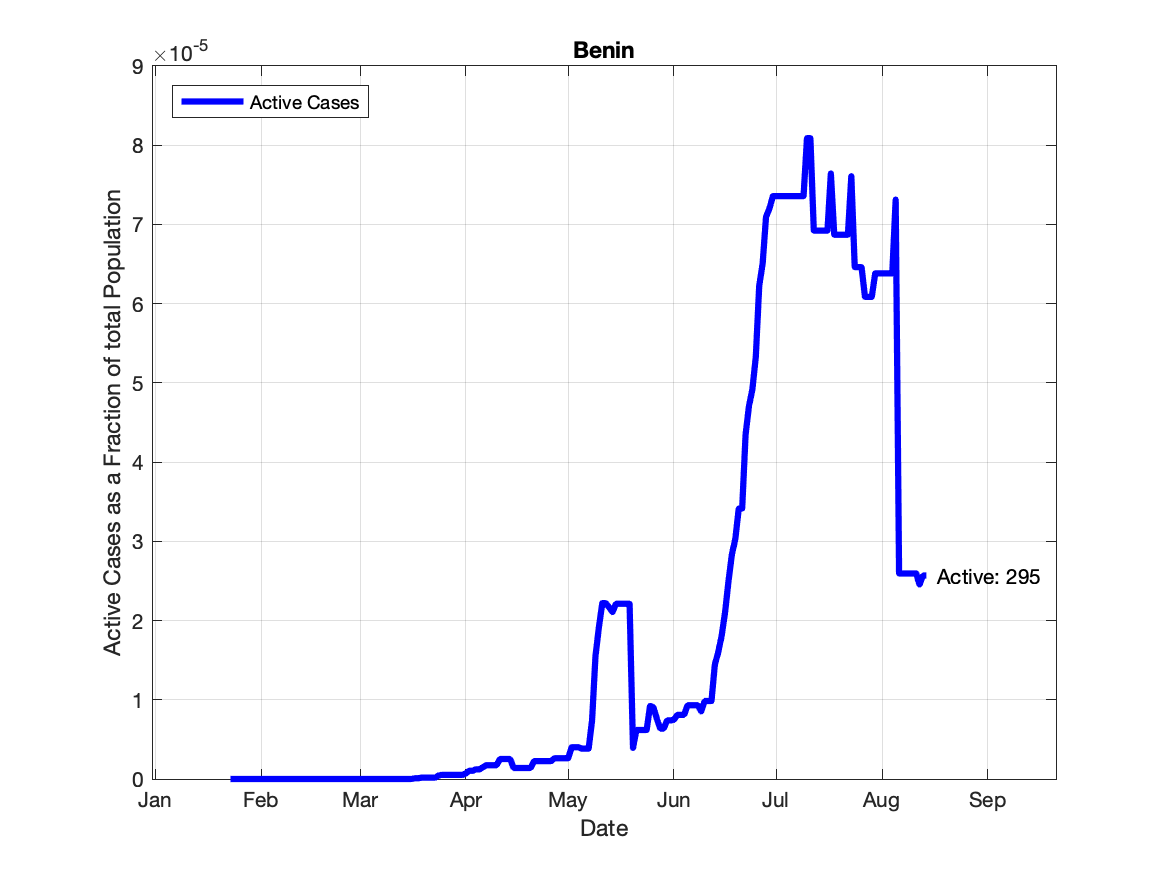 Benin
×10-5
Active Cases
Active Cases as a Fraction of total Population
9
8
7
6
5
4
3
2
1
0
Active: 295
Jan Feb Mar Apr May Jun Jul Aug Sep
Date